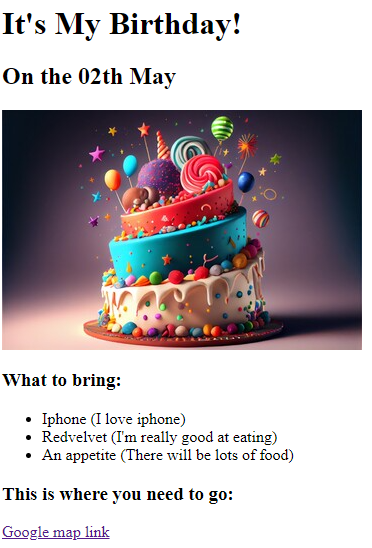 It's My Birthday!
On the 02th May
What to bring:
Iphone (I love iphone)
Redvelvet (I'm really good at eating)
An appetite (There will be lots of food)
This is where you need to go:
Google map link